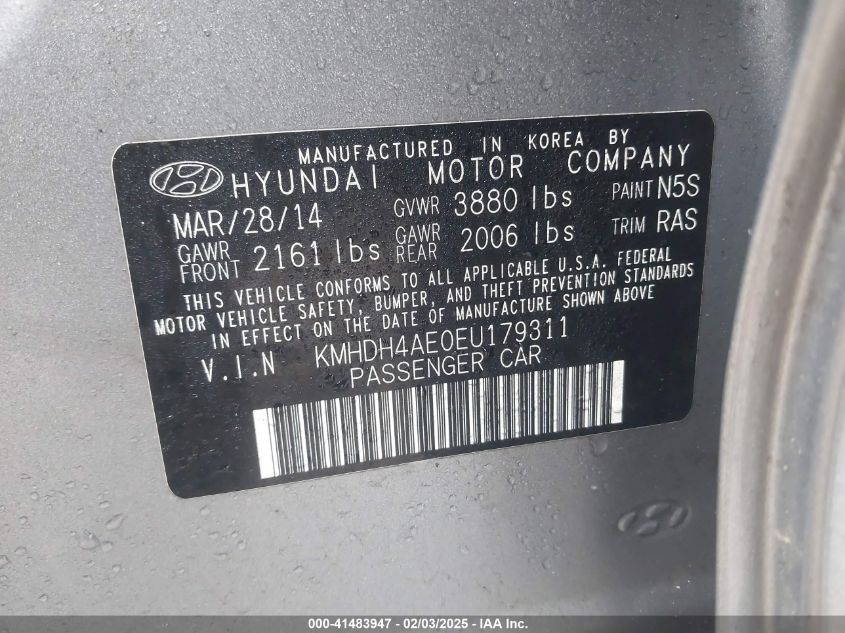 MANUFACTURED IN KOREA BY
HYUNDAI MOTOR COMPANY
MAR/28/14 GVWR 3880 lbs PAINT N5S
GAWR FRONT 2161 lbs GAWR REAR 2006 lbs TRIM RAS
THIS VEHICLE CONFORMS TO ALL APPLICABLE U.S.A. FEDERAL
MOTOR VEHICLE SAFETY, BUMPER, AND THEFT PREVENTION STANDARDS
IN EFFECT ON THE DATE OF MANUFACTURE SHOWN ABOVE
V.I.N KMHDH4AE0EU179311
PASSENGER CAR
000-41483947 - 02/03/2025 - IAAI.com